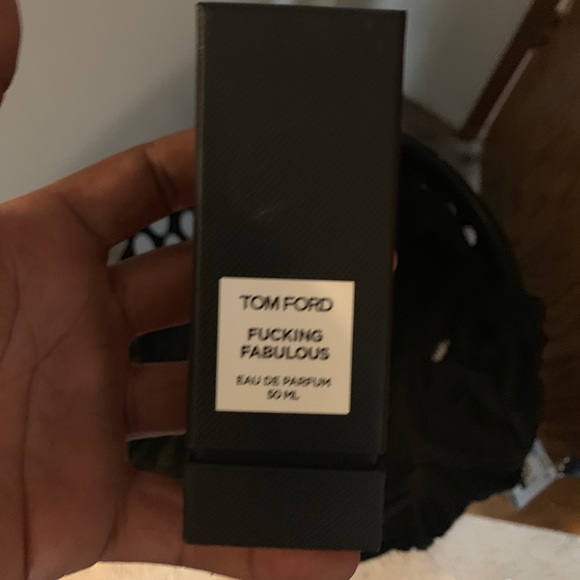 TOM FORD
FUCKING
FABULOUS
EAU DE PARFUM
50 ML